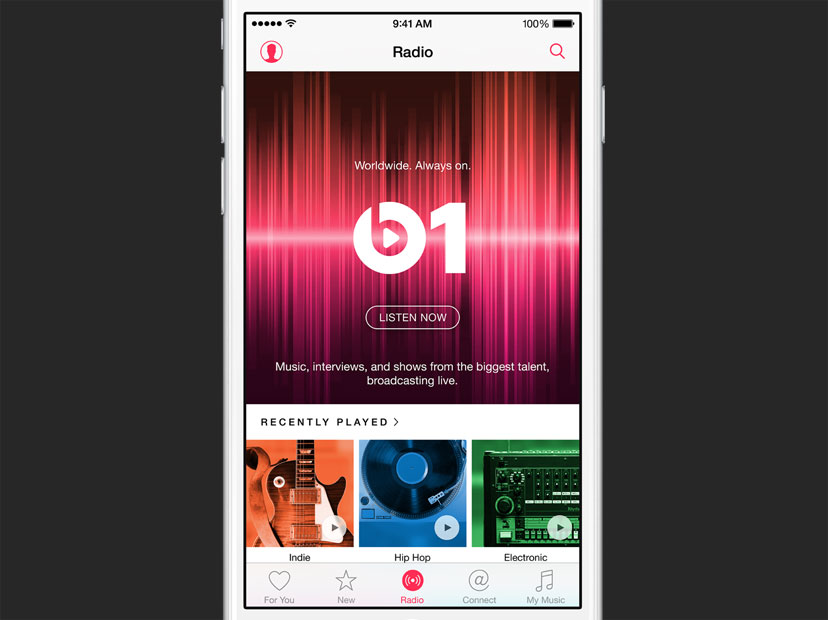 9:41 AM
100%
Radio
Worldwide. Always on.
1
LISTEN NOW
Music, interviews, and shows from the biggest talent,
broadcasting live.
RECENTLY PLAYED >
Indie
Hip Hop
Electronic
For You
New
Radio
@
Connect
My Music